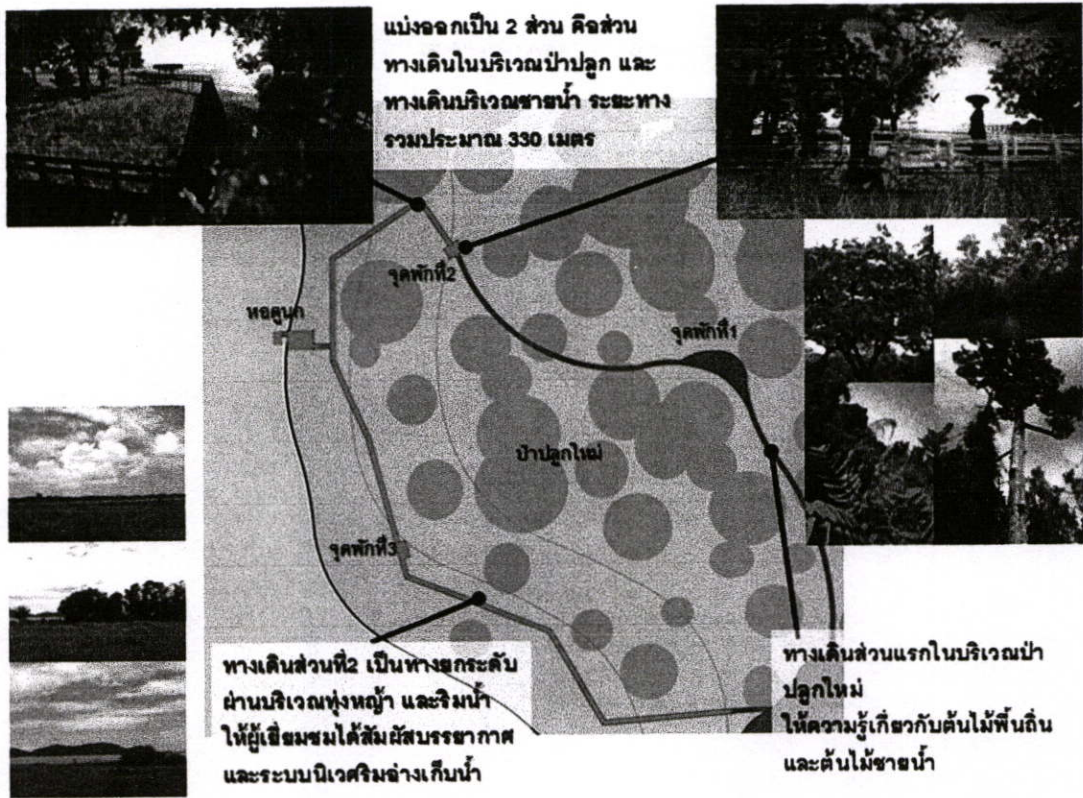 แบ่งออกเป็น 2 ส่วน คือส่วน
ทางเดินในบริเวณป่าปลูก และ
ทางเดินบริเวณชายน้ำ ระยะทาง
รวมประมาณ 330 เมตร
จุดพักที่2
หอดูนก
จุดพักที่1
ป่าปลูกใหม่
จุดพักที่3
ทางเดินส่วนที่2 เป็นทางยกระดับ
ผ่านบริเวณทุ่งหญ้า และริมน้ำ
ให้ผู้เยี่ยมชมได้สัมผัสบรรยากาศ
และระบบนิเวศริมอ่างเก็บน้ำ
ทางเดินส่วนแรกในบริเวณป่า
ปลูกใหม่
ให้ความรู้เกี่ยวกับต้นไม้พื้นถิ่น
และต้นไม้ชายน้ำ